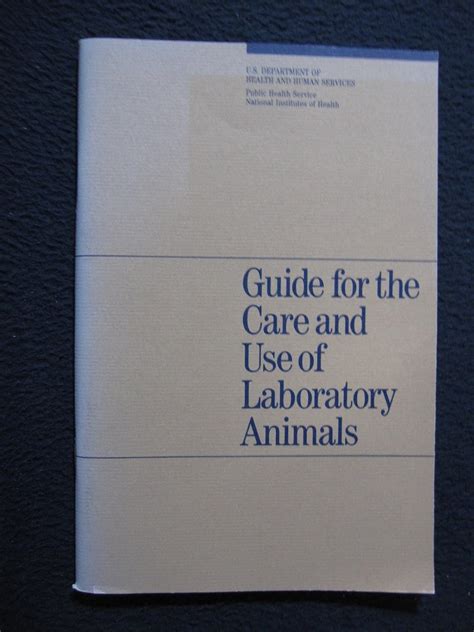 U.S. DEPARTMENT OF
HEALTH AND HUMAN SERVICES
Public Health Service
National Institutes of Health
Guide for the
Care and
Use of
Laboratory
Animals